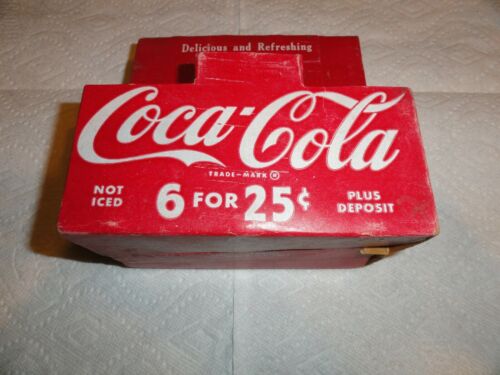 Delicious and Refreshing
Coca-Cola
TRADE-MARK ®
NOT ICED
6 FOR 25¢
PLUS DEPOSIT